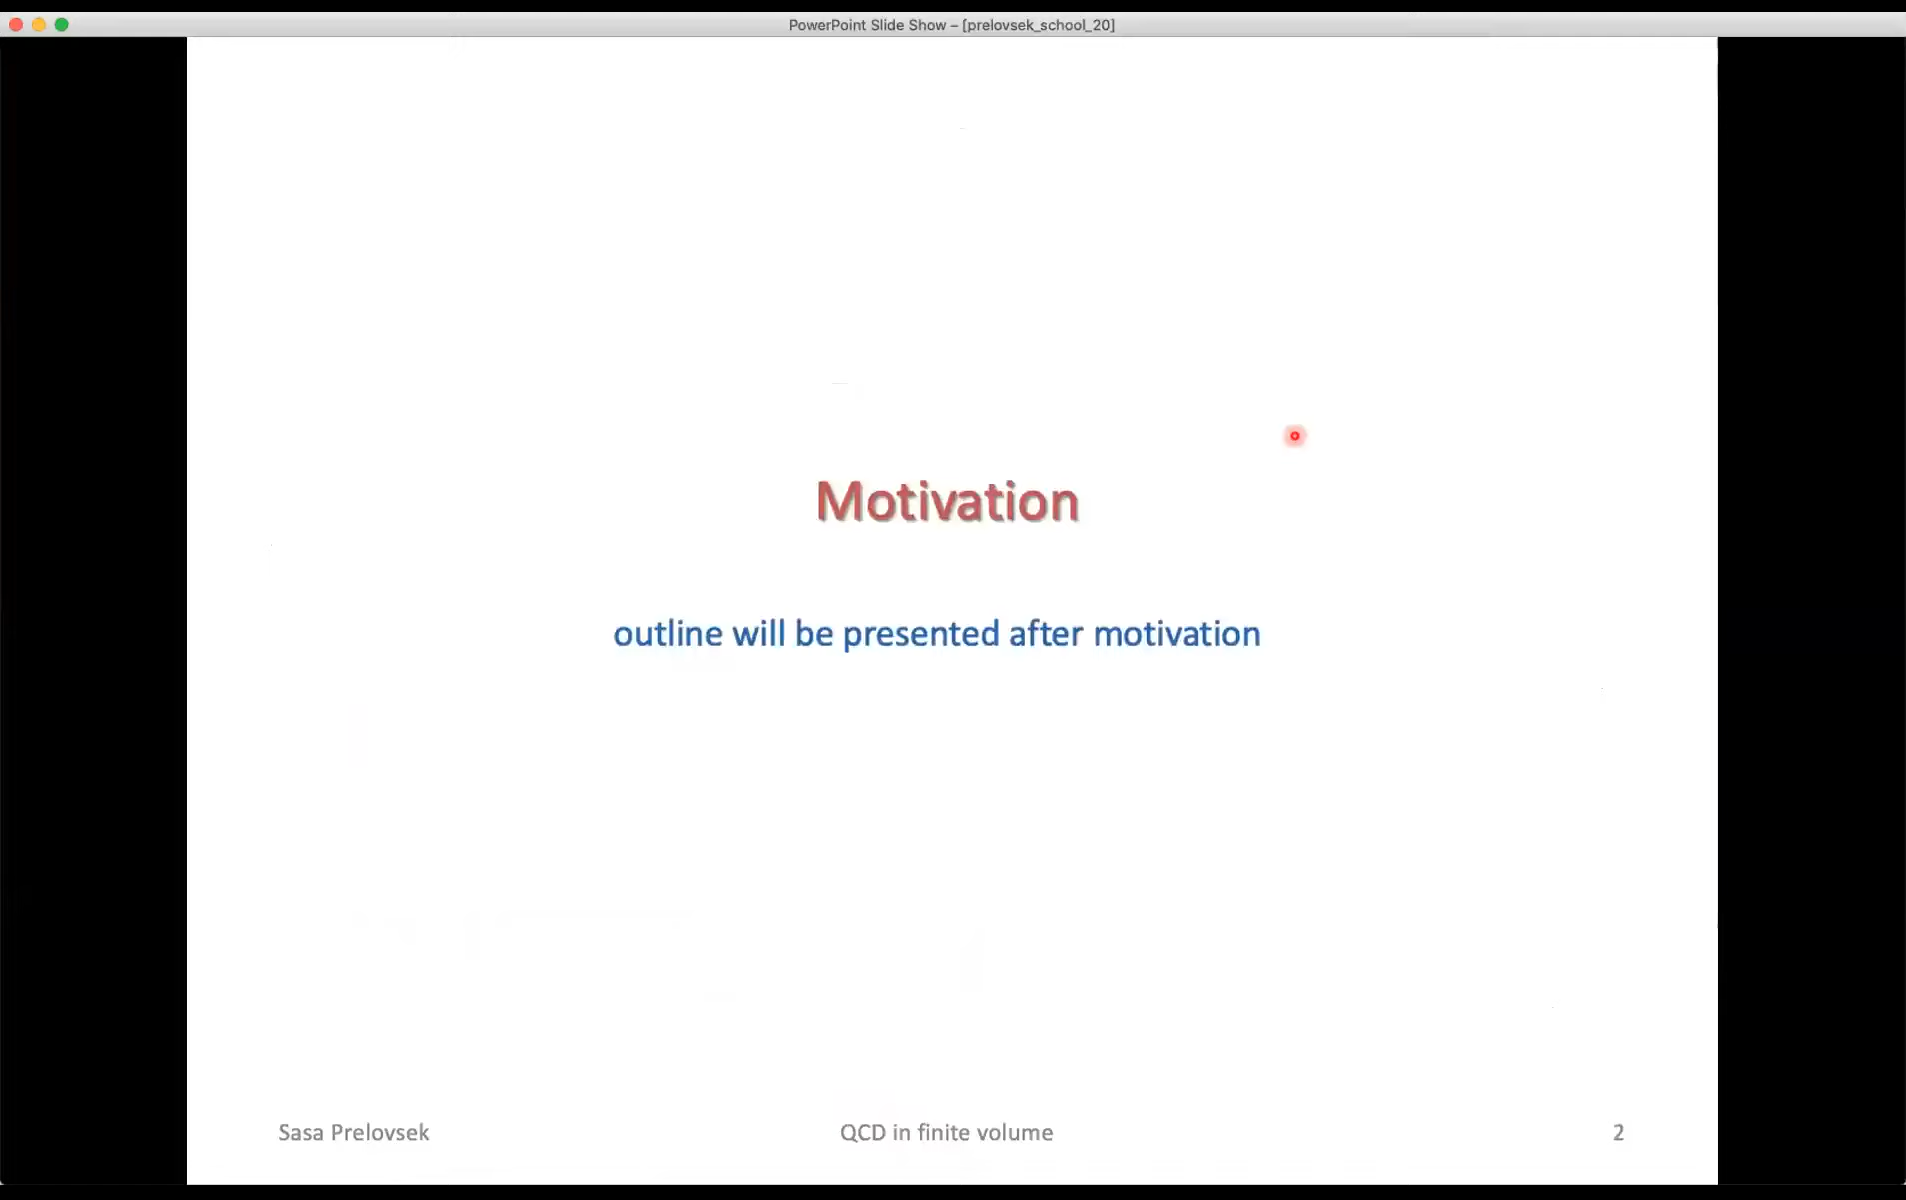 PowerPoint Slide Show – [prelovsek_school_20]
Motivation
outline will be presented after motivation
Sasa Prelovsek
QCD in finite volume
2